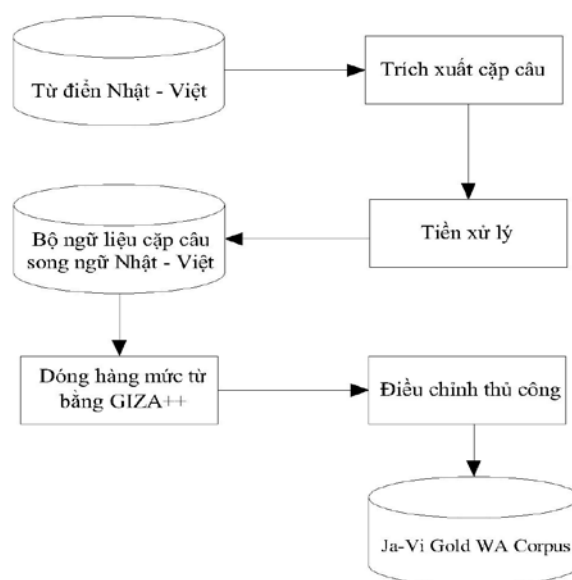 Từ điển Nhật - Việt
Trích xuất cặp câu
Tiền xử lý
Bộ ngữ liệu cặp câu
song ngữ Nhật - Việt
Dóng hàng mức từ
bằng GIZA++
Điều chỉnh thủ công
Ja-Vi Gold WA Corpus